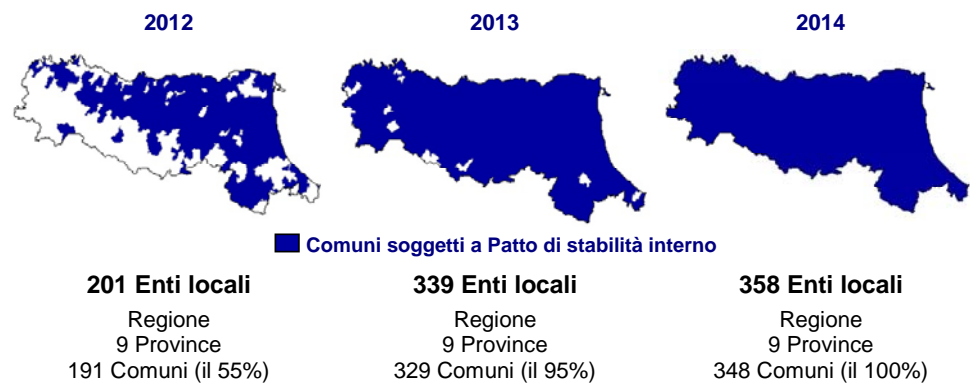 2012
2013
2014
Comuni soggetti a Patto di stabilità interno
201 Enti locali
Regione
9 Province
191 Comuni (il 55%)
339 Enti locali
Regione
9 Province
329 Comuni (il 95%)
358 Enti locali
Regione
9 Province
348 Comuni (il 100%)